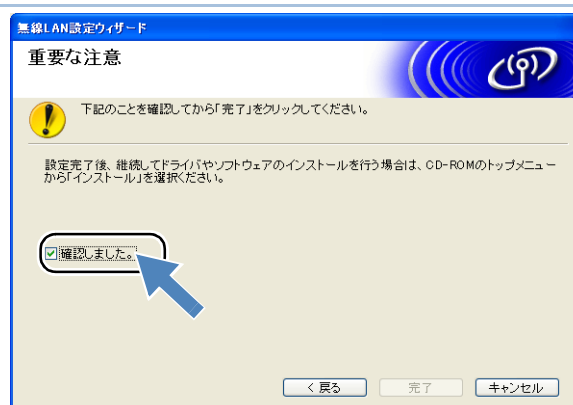 無線LAN設定ウィザード
重要な注意
下記のことを確認してから「完了」をクリックしてください。
設定完了後、継続してドライバやソフトウェアのインストールを行う場合は、CD-ROMのトップメニュー
から「インストール」を選択ください。
確認しました。
< 戻る
完了
キャンセル